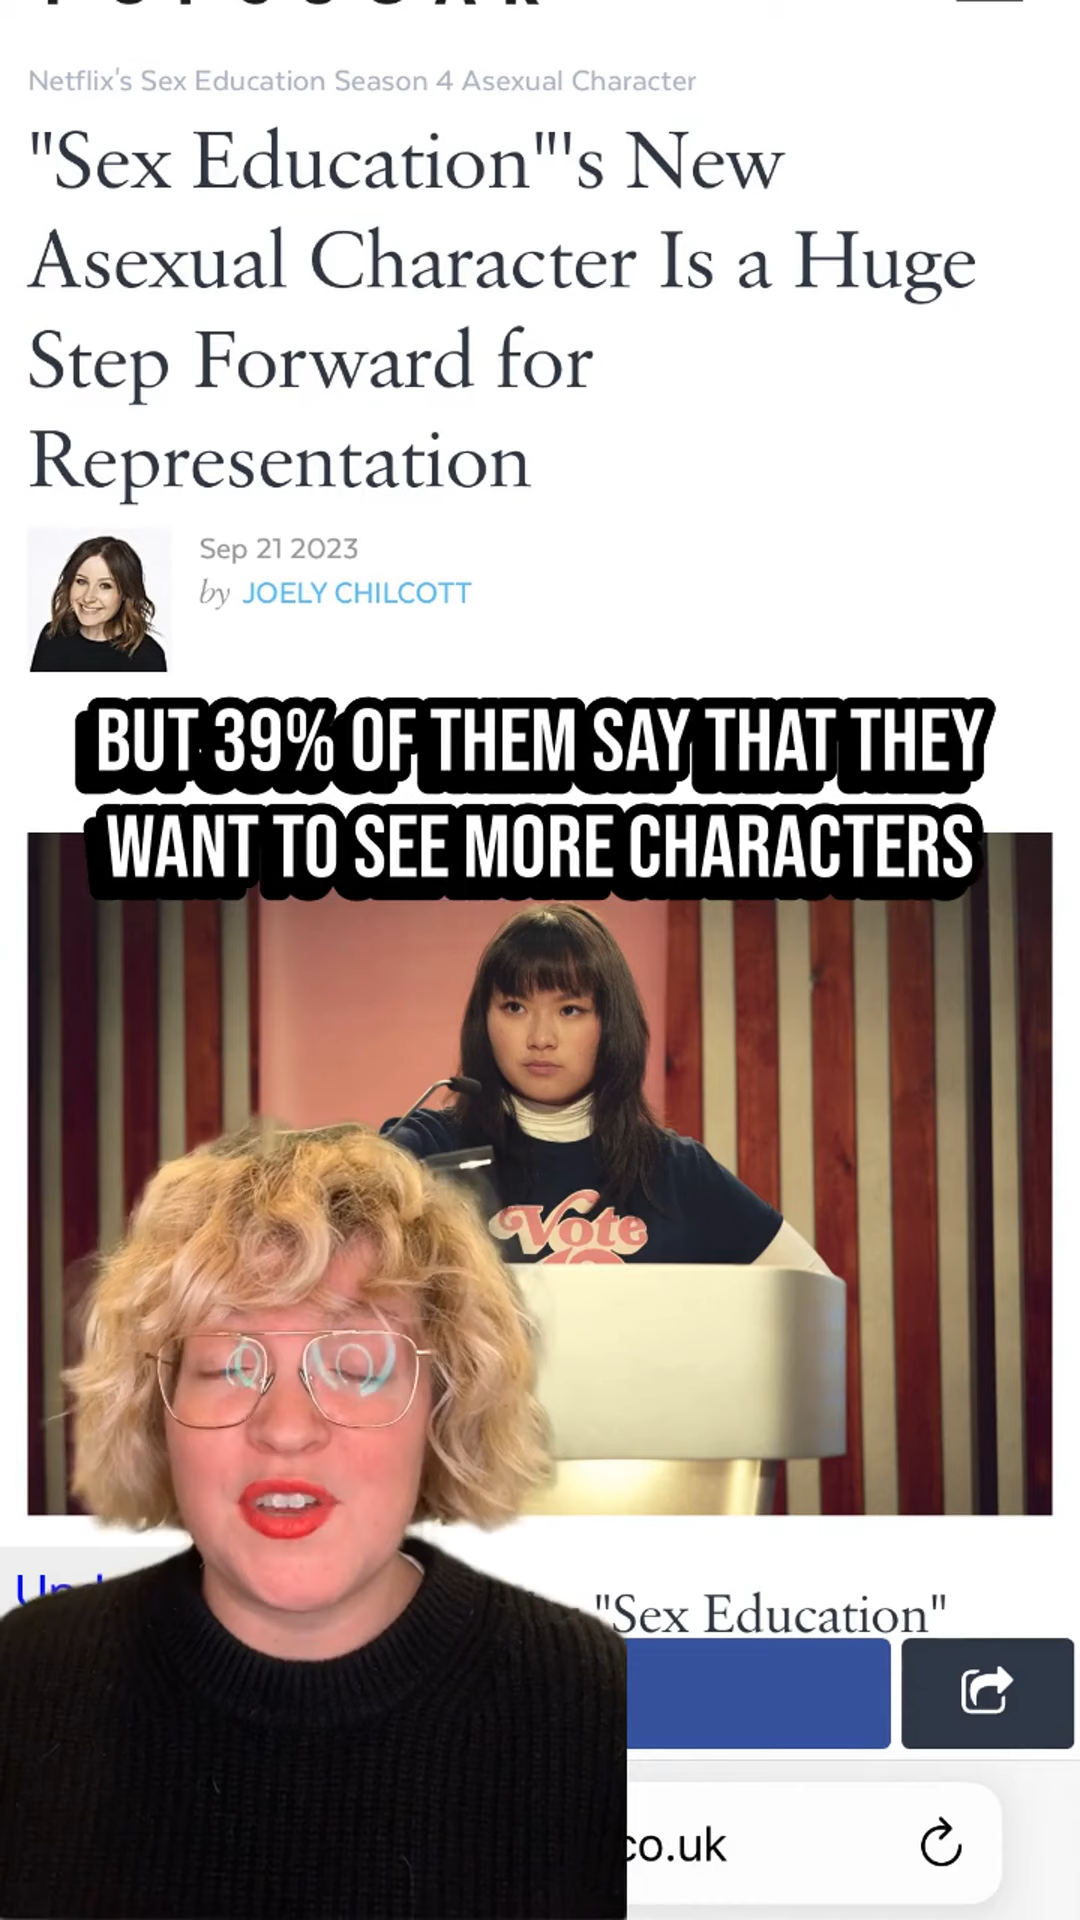 Netflix's Sex Education Season 4 Asexual Character
"Sex Education"'s New
Asexual Character Is a Huge
Step Forward for
Representation
Sep 21 2023
by JOELY CHILCOTT
BUT 39% OF THEM SAY THAT THEY
WANT TO SEE MORE CHARACTERS
Vote
"Sex Education"
co.uk